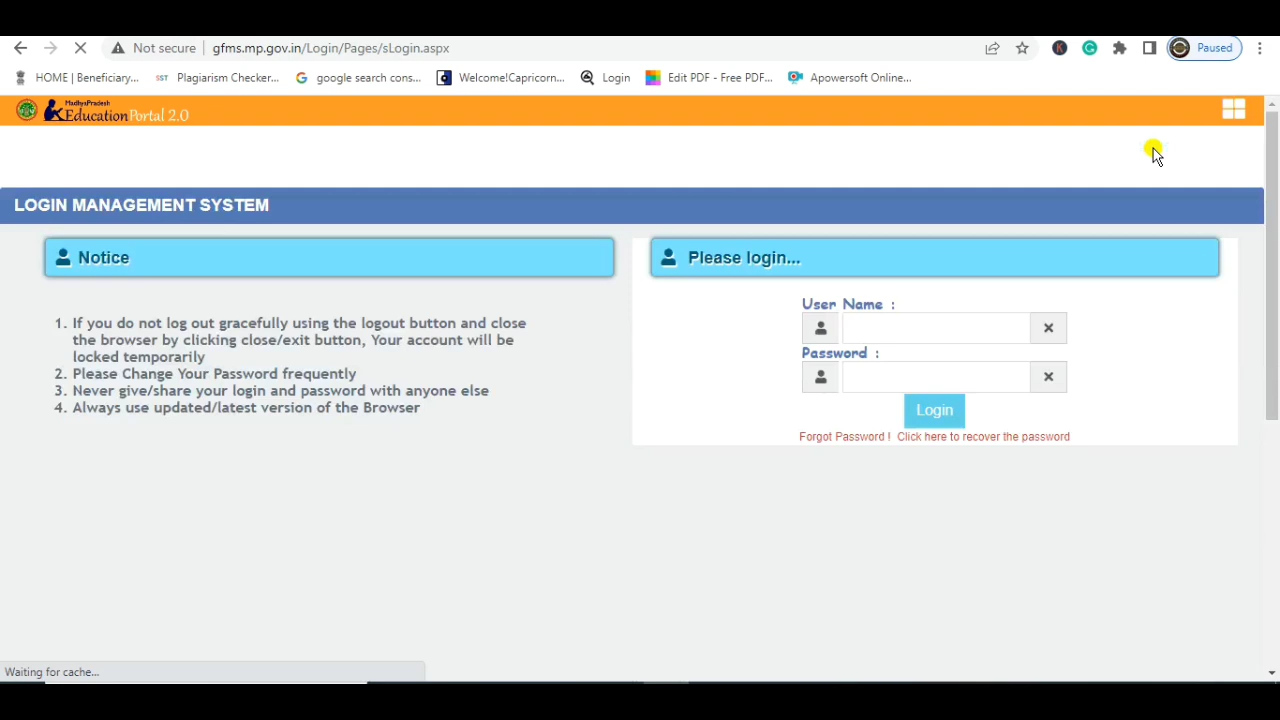 Not secure | gfms.mp.gov.in/Login/Pages/sLogin.aspx Paused
HOME | Beneficiary... SST Plagiarism Checker... google search cons... Welcome!Capricorn... Login Edit PDF - Free PDF... Apowersoft Online...
MadhyaPradesh
Education Portal 2.0
LOGIN MANAGEMENT SYSTEM
Notice
1. If you do not log out gracefully using the logout button and close
the browser by clicking close/exit button, Your account will be
locked temporarily
2. Please Change Your Password frequently
3. Never give/share your login and password with anyone else
4. Always use updated/latest version of the Browser
Please login...
User Name :
Password :
Login
Forgot Password ! Click here to recover the password
Waiting for cache...